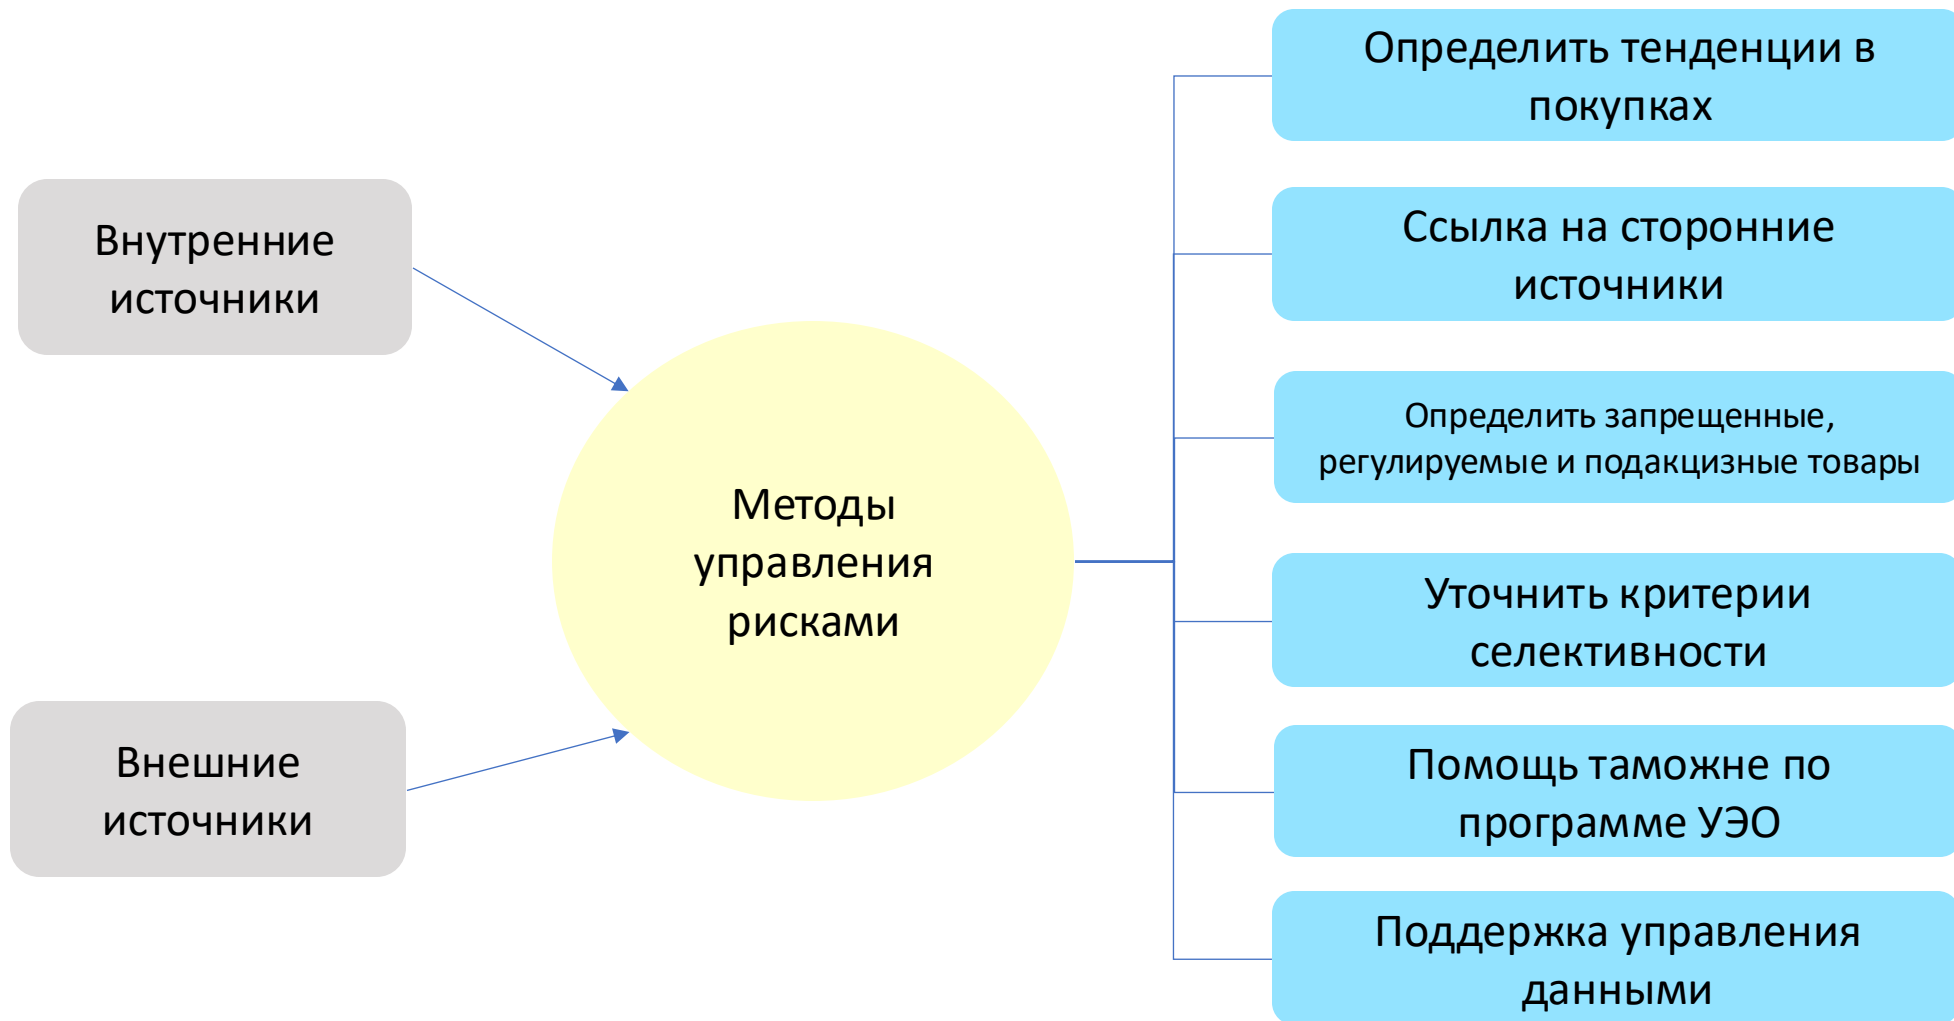 Внутренние
источники
Внешние
источники
Методы
управления
рисками
Определить тенденции в
покупках
Ссылка на сторонние
источники
Определить запрещенные,
регулируемые и подакцизные товары
Уточнить критерии
селективности
Помощь таможне по
программе УЭО
Поддержка управления
данными